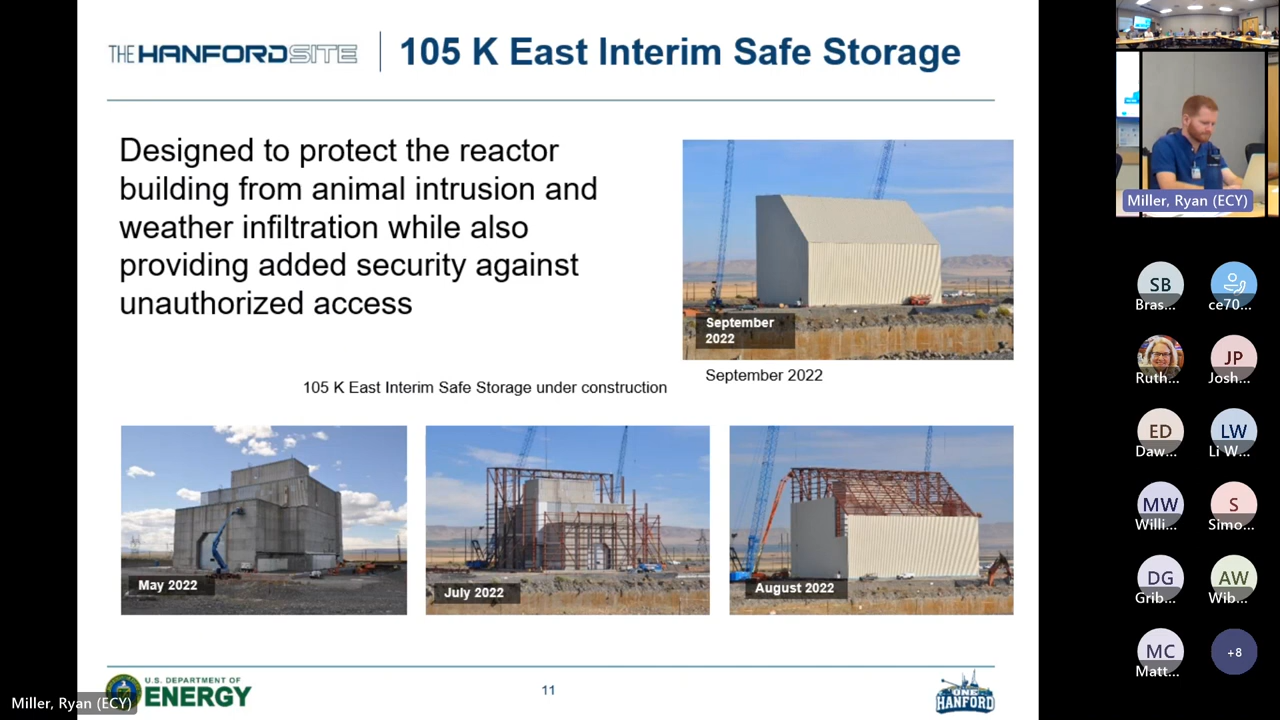 THE HANFORDSITE
105 K East Interim Safe Storage
Designed to protect the reactor
building from animal intrusion and
weather infiltration while also
providing added security against
unauthorized access
September
2022
September 2022
105 K East Interim Safe Storage under construction
May 2022
July 2022
August 2022
U.S. DEPARTMENT OF
ENERGY
11
ONE
HANFORD
Miller, Ryan (ECY)
Miller, Ryan (ECY)
SB
Bras...
ce70...
Ruth...
JP
Josh...
ED
Daw...
LW
Li W...
MW
Willi...
S
Simo...
DG
Grib...
AW
Wib...
MC
Matt...
+8